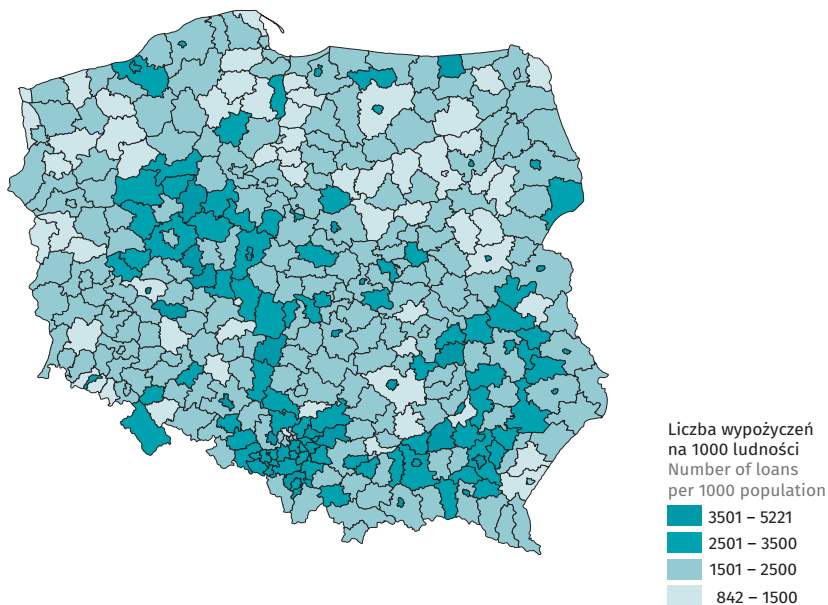 Liczba wypożyczeń
na 1000 ludności
Number of loans
per 1000 population
3501 – 5221
2501 – 3500
1501 – 2500
842 – 1500